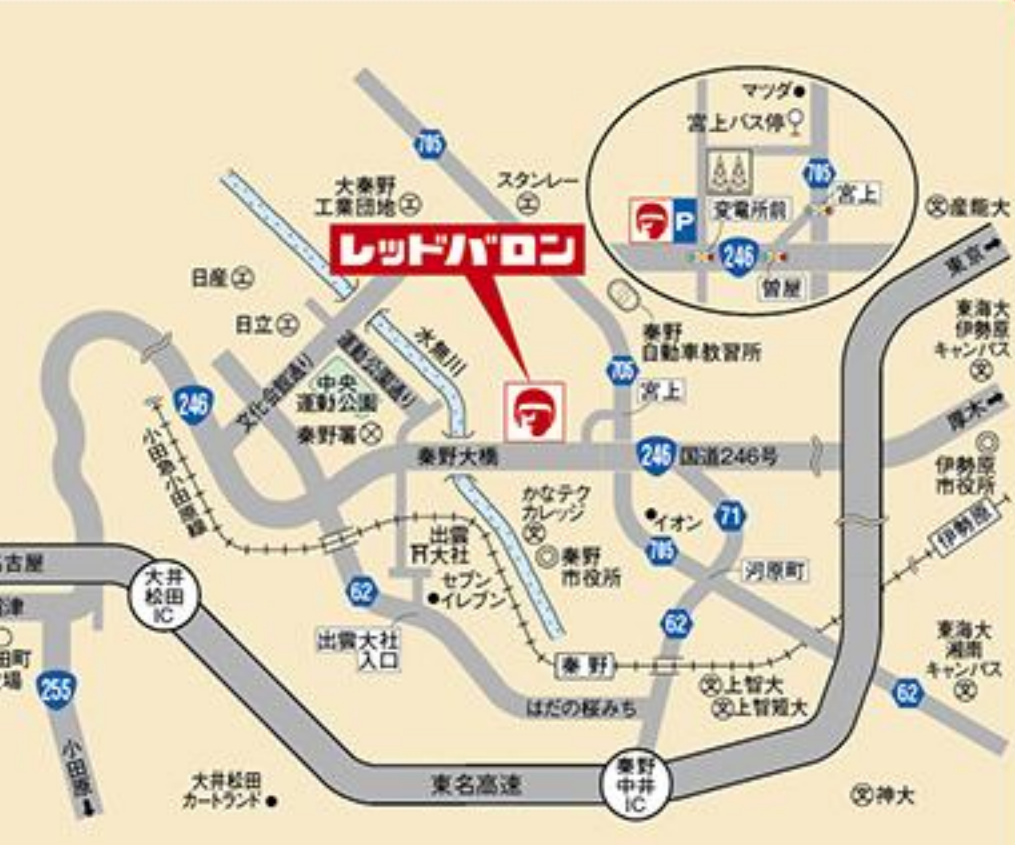 マツダ
宮上バス停
705
705
宮上
変電所前
P
246
曽屋
大秦野
工業団地
スタンレー
産能大
レッドバロン
東京
日産
日立
水無川
運動公園通り
文化会館通り
中央
運動公園
秦野署
秦野
自動車教習所
705
宮上
東海大
伊勢原
キャンパス
厚木
246
小田急小田原線
秦野大橋
246
国道246号
伊勢原
市役所
伊勢原
かなテク
カレッジ
イオン
71
705
出雲
大社
秦野
市役所
河原町
古屋
大井
松田
IC
62
セブン
イレブン
62
津
出雲大社
入口
秦野
東海大
湘南
キャンパス
田町
場
255
上智大
上智短大
62
はだの桜みち
小田原
大井松田
カートランド
東名高速
秦野
中井
IC
神大